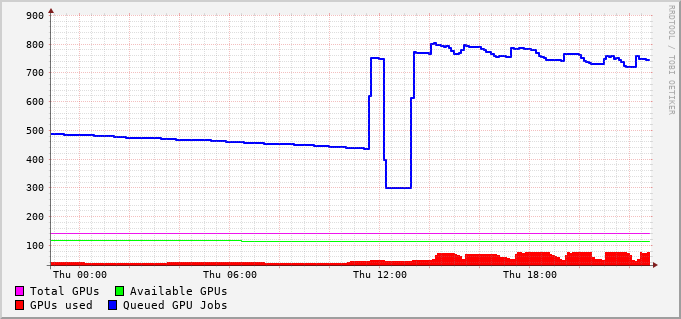 900
800
700
600
500
400
300
200
100
Thu 00:00 Thu 06:00 Thu 12:00 Thu 18:00
Total GPUs Available GPUs
GPUs used Queued GPU Jobs
RRDTOOL / TOBI OETIKER